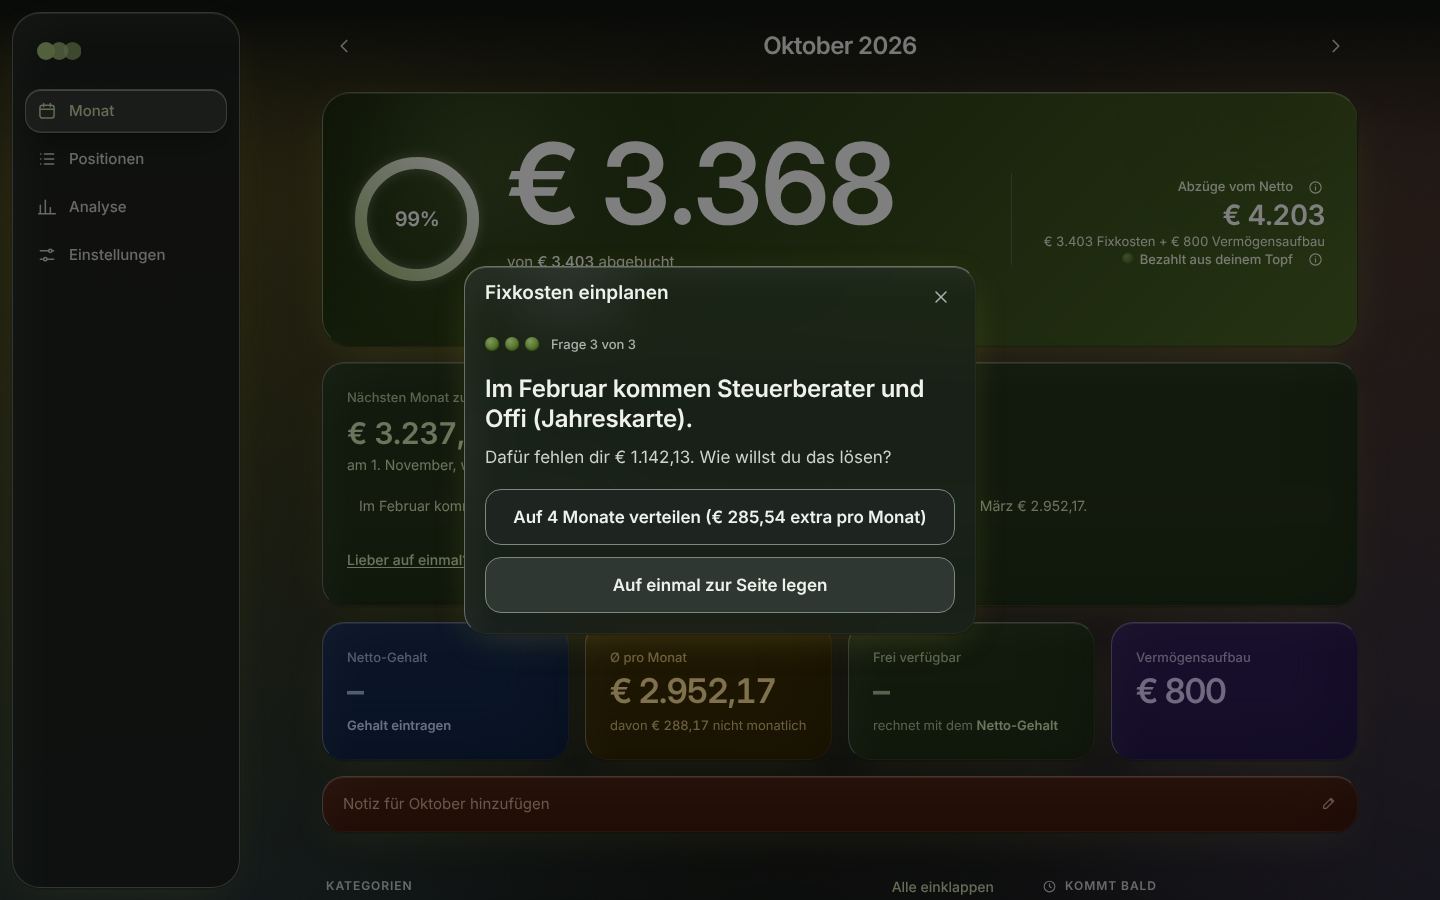 Oktober 2026
Monat
Positionen
Analyse
Einstellungen
99%
€ 3.368
von € 3.403 abgebucht
Abzüge vom Netto
€ 4.203
€ 3.403 Fixkosten + € 800 Vermögensaufbau
Bezahlt aus deinem Topf
Fixkosten einplanen
Frage 3 von 3
Im Februar kommen Steuerberater und
Offi (Jahreskarte).
Dafür fehlen dir € 1.142,13. Wie willst du das lösen?
Auf 4 Monate verteilen (€ 285,54 extra pro Monat)
Auf einmal zur Seite legen
Nächsten Monat
€ 3.237,
am 1. November,
Im Februar
März € 2.952,17.
Lieber auf einmal
Netto-Gehalt
–
Gehalt eintragen
Ø pro Monat
€ 2.952,17
davon € 288,17 nicht monatlich
Frei verfügbar
–
rechnet mit dem Netto-Gehalt
Vermögensaufbau
€ 800
Notiz für Oktober hinzufügen
KATEGORIEN
Alle einklappen
KOMMT BALD